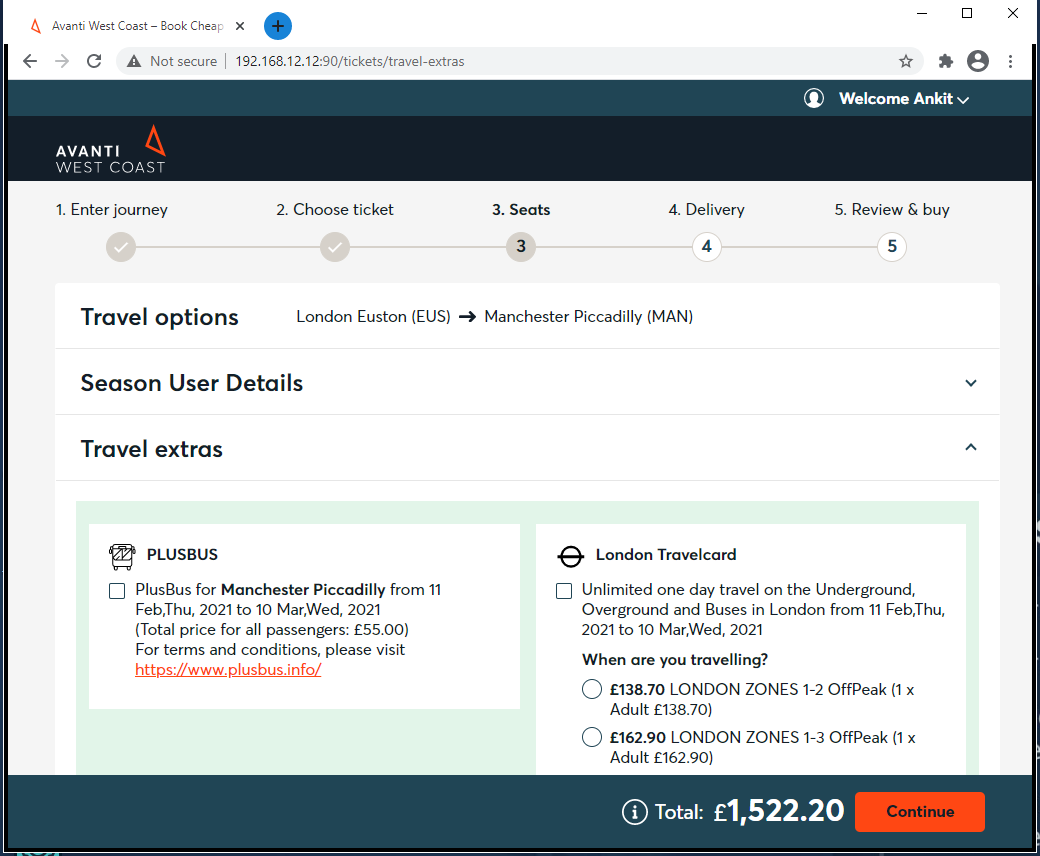 Avanti West Coast – Book Cheap
Not secure
192.168.12.12:90/tickets/travel-extras
Welcome Ankit
AVANTI
WEST COAST
1. Enter journey
2. Choose ticket
3. Seats
4. Delivery
5. Review & buy
3
4
5
Travel options
London Euston (EUS) → Manchester Piccadilly (MAN)
Season User Details
Travel extras
PLUSBUS
PlusBus for Manchester Piccadilly from 11
Feb,Thu, 2021 to 10 Mar,Wed, 2021
(Total price for all passengers: £55.00)
For terms and conditions, please visit
https://www.plusbus.info/
London Travelcard
Unlimited one day travel on the Underground,
Overground and Buses in London from 11 Feb,Thu,
2021 to 10 Mar,Wed, 2021
When are you travelling?
£138.70 LONDON ZONES 1-2 OffPeak (1 x
Adult £138.70)
£162.90 LONDON ZONES 1-3 OffPeak (1 x
Adult £162.90)
Total: £1,522.20
Continue